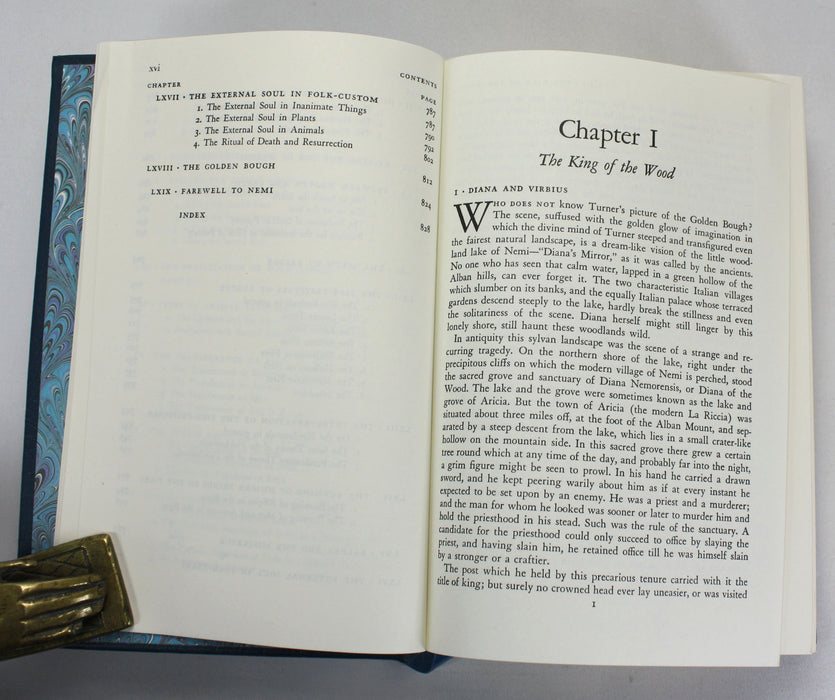 xvi
CONTENTS
CHAPTER
PAGE
LXVII · THE EXTERNAL SOUL IN FOLK-CUSTOM 787
1. The External Soul in Inanimate Things 787
2. The External Soul in Plants 790
3. The External Soul in Animals 792
4. The Ritual of Death and Resurrection 802
LXVIII · THE GOLDEN BOUGH 812
LXIX · FAREWELL TO NEMI 824
INDEX 828
Chapter I
The King of the Wood
1 · DIANA AND VIRBIUS
WHO DOES NOT know Turner's picture of the Golden Bough?
The scene, suffused with the golden glow of imagination in
which the divine mind of Turner steeped and transfigured even
the fairest natural landscape, is a dream-like vision of the little wood-
land lake of Nemi—"Diana's Mirror," as it was called by the ancients.
No one who has seen that calm water, lapped in a green hollow of the
Alban hills, can ever forget it. The two characteristic Italian villages
which slumber on its banks, and the equally Italian palace whose terraced
gardens descend steeply to the lake, hardly break the stillness and even
the solitariness of the scene. Diana herself might still linger by this
lonely shore, still haunt these woodlands wild.
In antiquity this sylvan landscape was the scene of a strange and re-
curring tragedy. On the northern shore of the lake, right under the
precipitous cliffs on which the modern village of Nemi is perched, stood
the sacred grove and sanctuary of Diana Nemorensis, or Diana of the
Wood. The lake and the grove were sometimes known as the lake and
grove of Aricia. But the town of Aricia (the modern La Riccia) was
situated about three miles off, at the foot of the Alban Mount, and sep-
arated by a steep descent from the lake, which lies in a small crater-like
hollow on the mountain side. In this sacred grove there grew a certain
tree round which at any time of the day, and probably far into the night,
a grim figure might be seen to prowl. In his hand he carried a drawn
sword, and he kept peering warily about him as if at every instant he
expected to be set upon by an enemy. He was a priest and a murderer;
and the man for whom he looked was sooner or later to murder him and
hold the priesthood in his stead. Such was the rule of the sanctuary. A
candidate for the priesthood could only succeed to office by slaying the
priest, and having slain him, he retained office till he was himself slain
by a stronger or a craftier.
The post which he held by this precarious tenure carried with it the
title of king; but surely no crowned head ever lay uneasier, or was visited
1